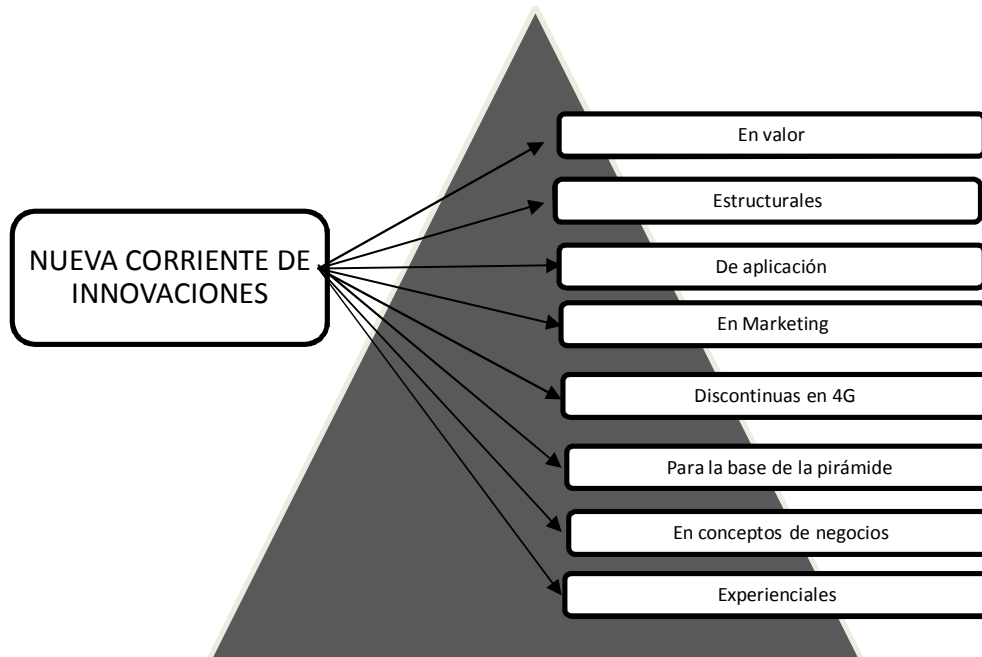 NUEVA CORRIENTE DE
INNOVACIONES
En valor
Estructurales
De aplicación
En Marketing
Discontinuas en 4G
Para la base de la pirámide
En conceptos de negocios
Experienciales